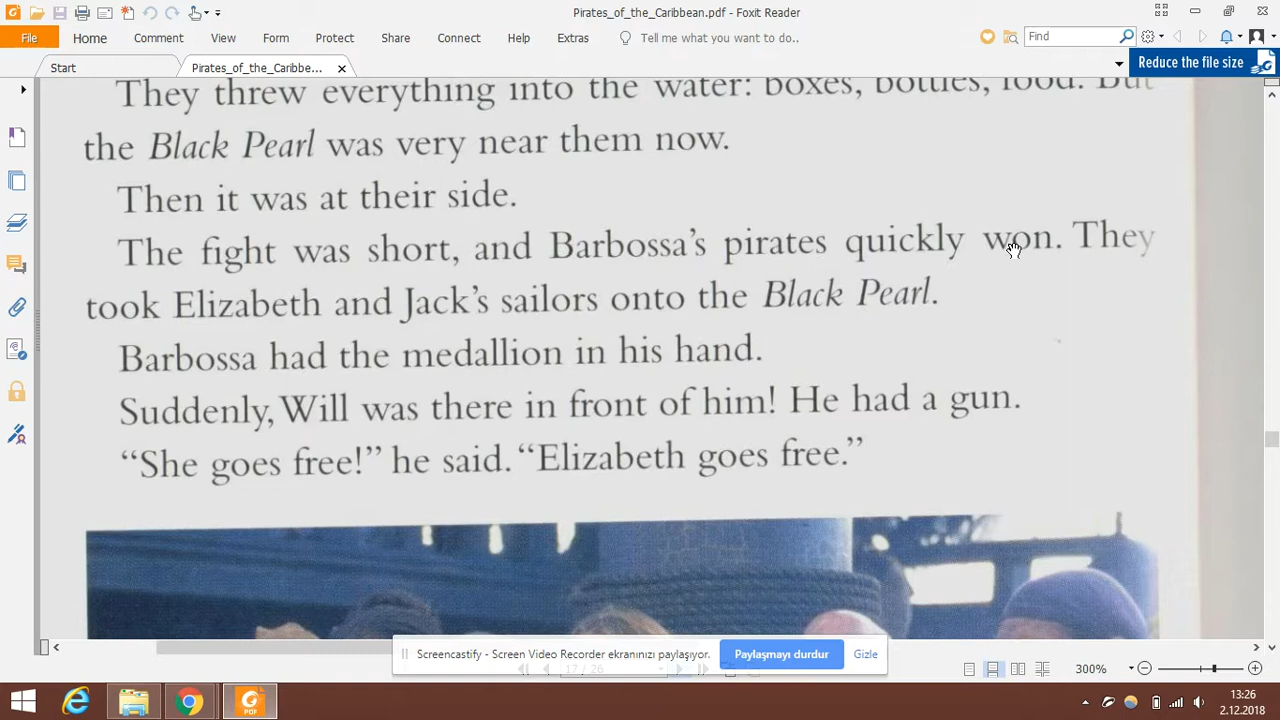 Pirates_of_the_Caribbean.pdf - Foxit Reader
File Home Comment View Form Protect Share Connect Help Extras Tell me what you want to do.. Find
Start Pirates_of_the_Caribbe... Reduce the file size
They threw everything into the water: boxes, bottles, food. But
the Black Pearl was very near them now.
Then it was at their side.
The fight was short, and Barbossa's pirates quickly won. They
took Elizabeth and Jack's sailors onto the Black Pearl.
Barbossa had the medallion in his hand.
Suddenly, Will was there in front of him! He had a gun.
“She goes free!” he said. “Elizabeth goes free.”
Screencastify - Screen Video Recorder ekranınızı paylaşıyor. Paylaşmayı durdur Gizle
17 / 26 300%
13:26
2.12.2018